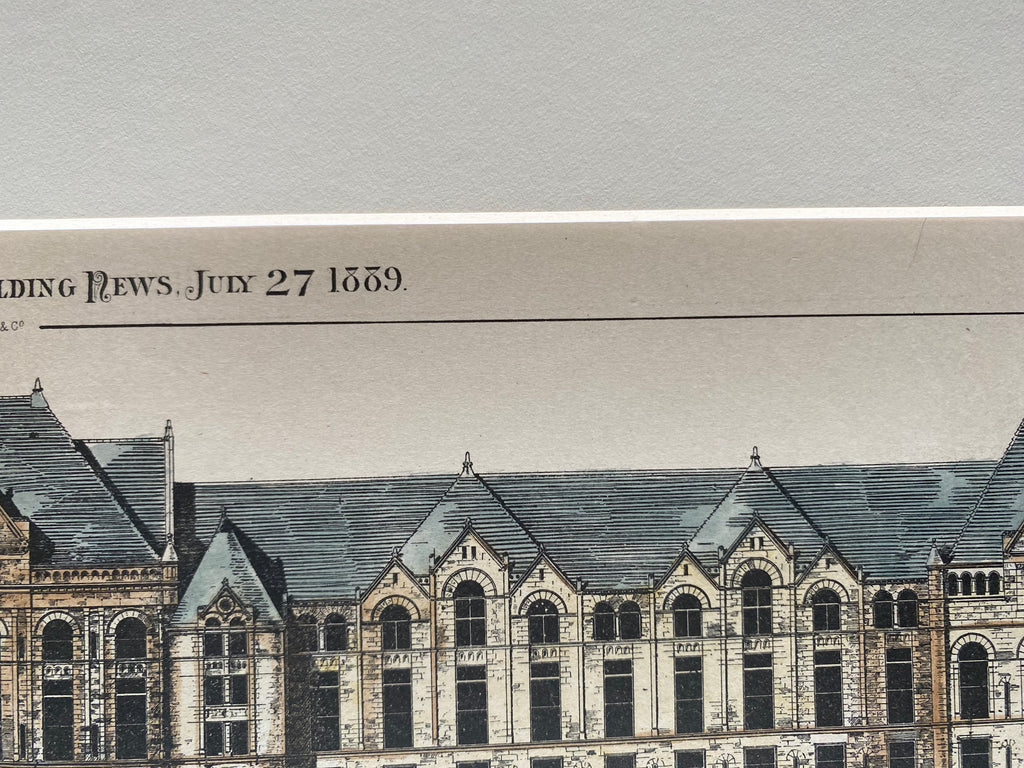 LDING NEWS, JULY 27 1889.
& Cº